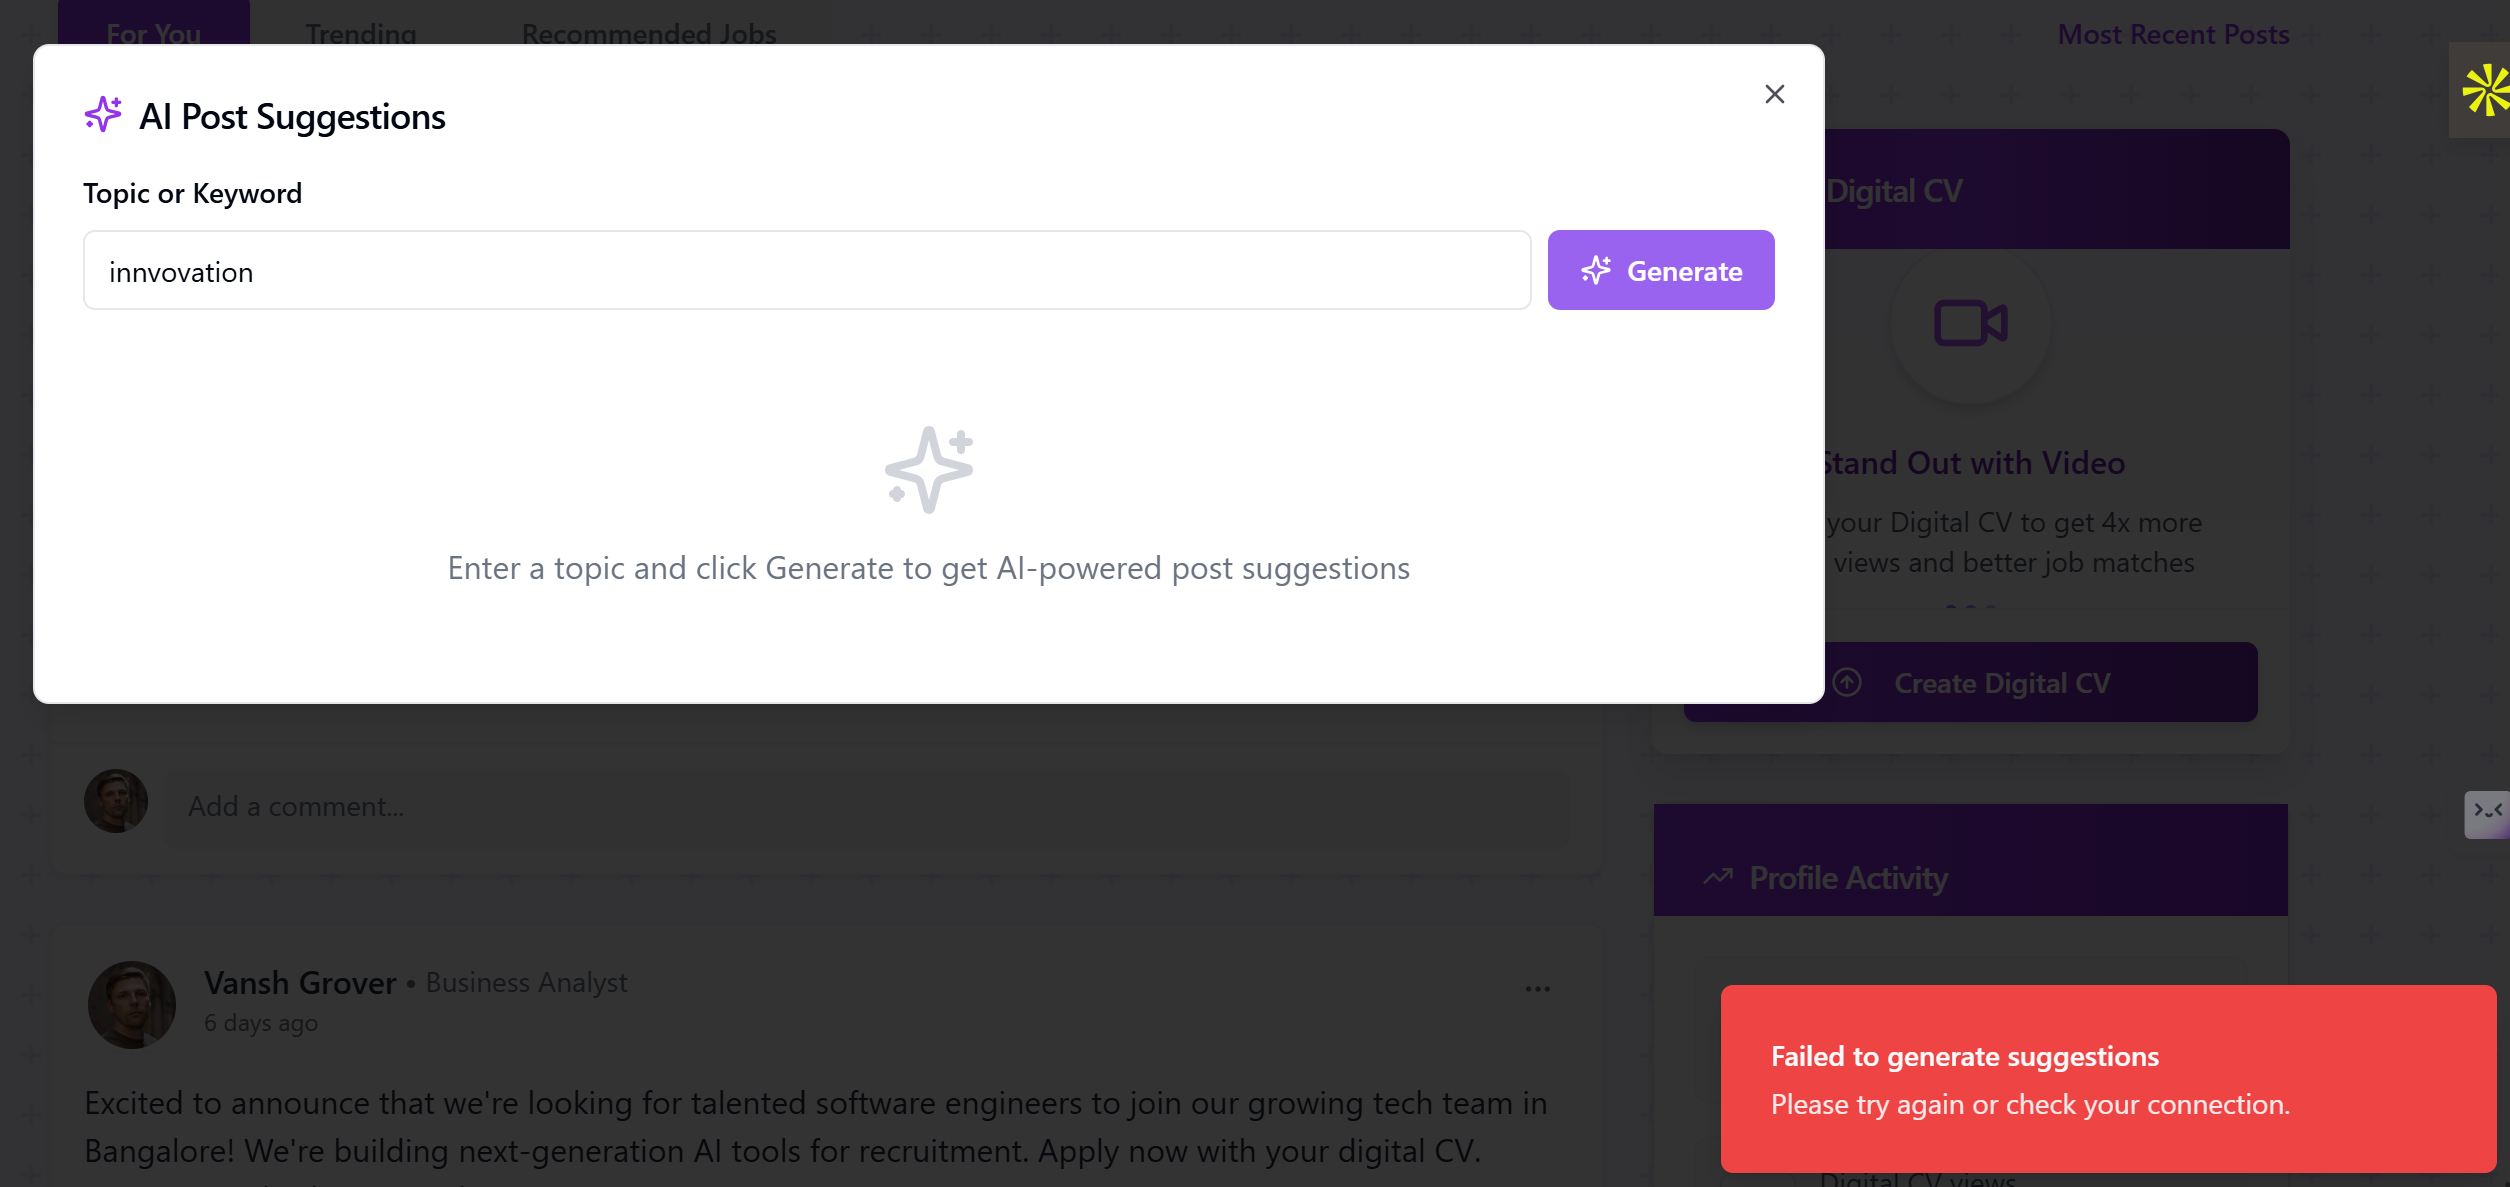 For You
Trending
Recommended Jobs
Most Recent Posts
AI Post Suggestions
Topic or Keyword
innvovation
Generate
Enter a topic and click Generate to get AI-powered post suggestions
Digital CV
Stand Out with Video
your Digital CV to get 4x more
views and better job matches
Create Digital CV
Add a comment...
Profile Activity
Vansh Grover • Business Analyst
6 days ago
Excited to announce that we're looking for talented software engineers to join our growing tech team in
Bangalore! We're building next-generation AI tools for recruitment. Apply now with your digital CV.
Failed to generate suggestions
Please try again or check your connection.
Digital CV views